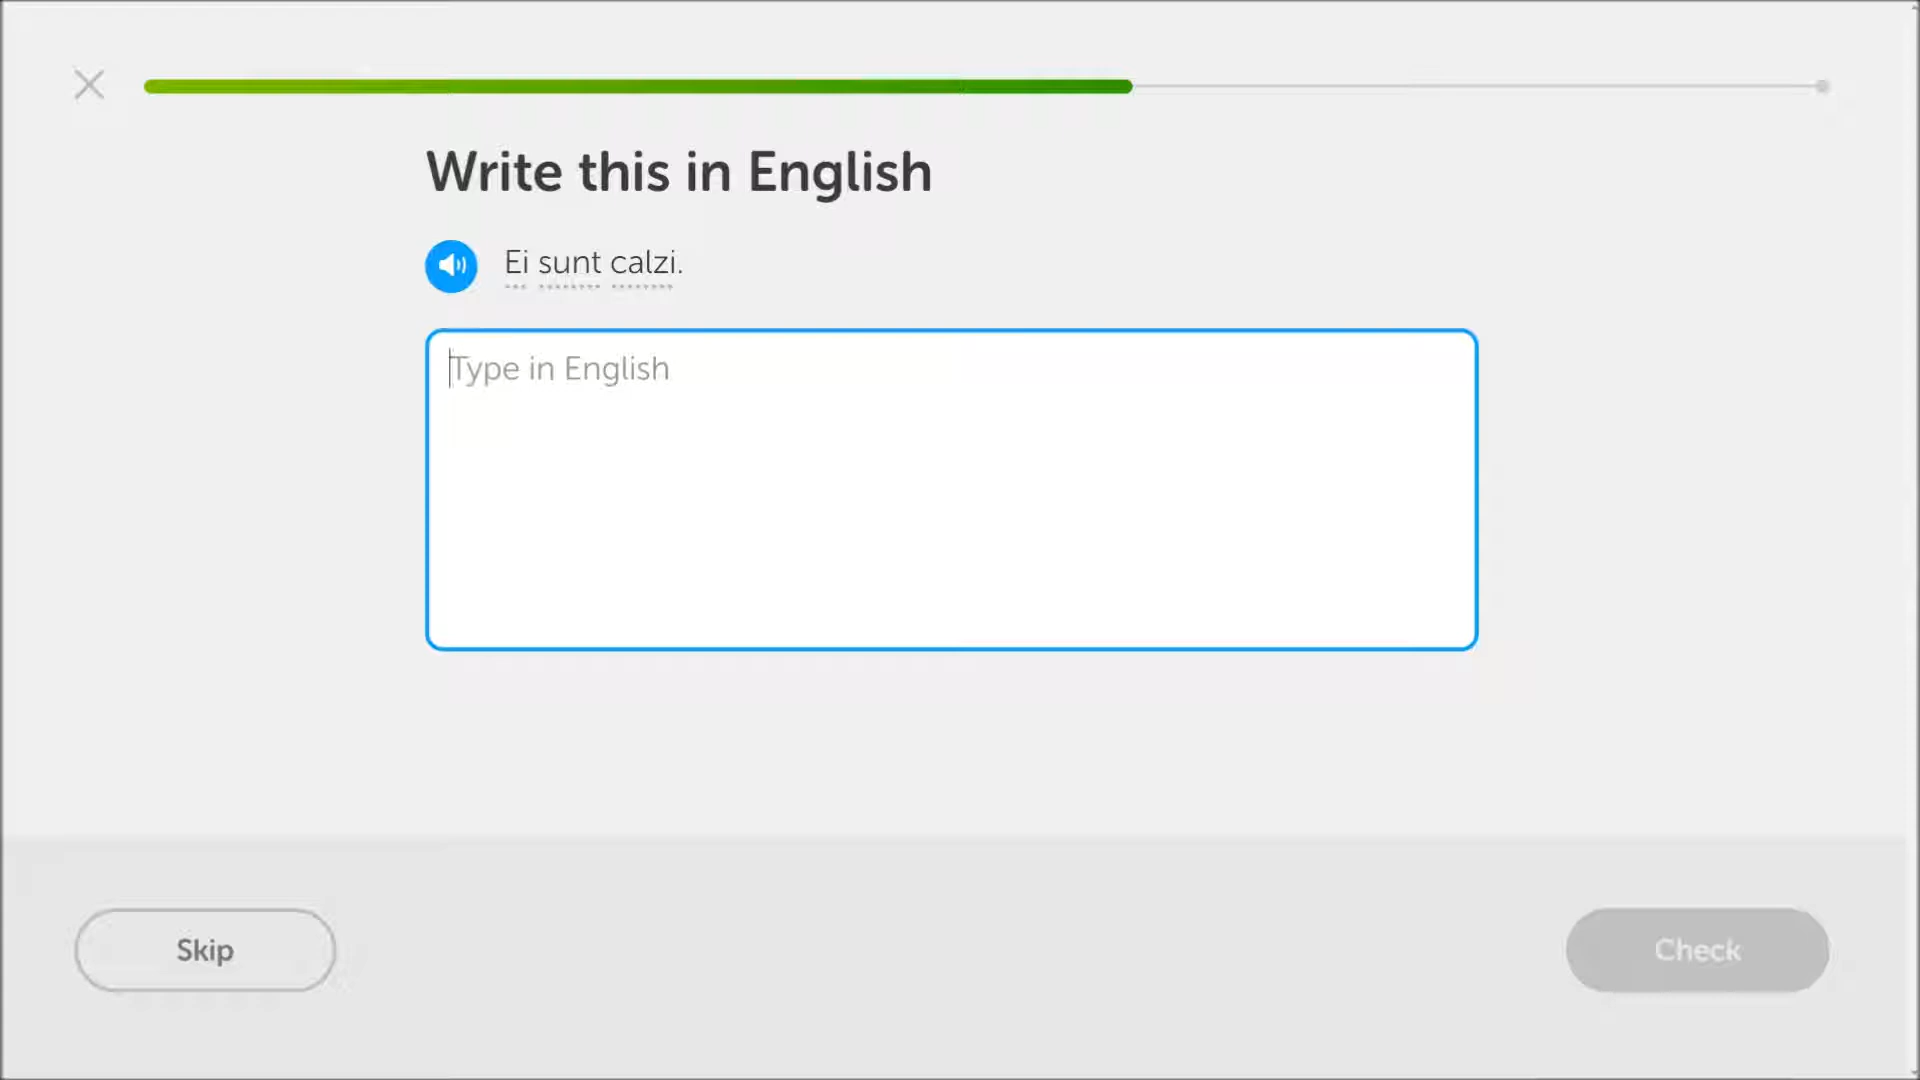 Write this in English
Ei sunt calzi.
Type in English
Skip
Check